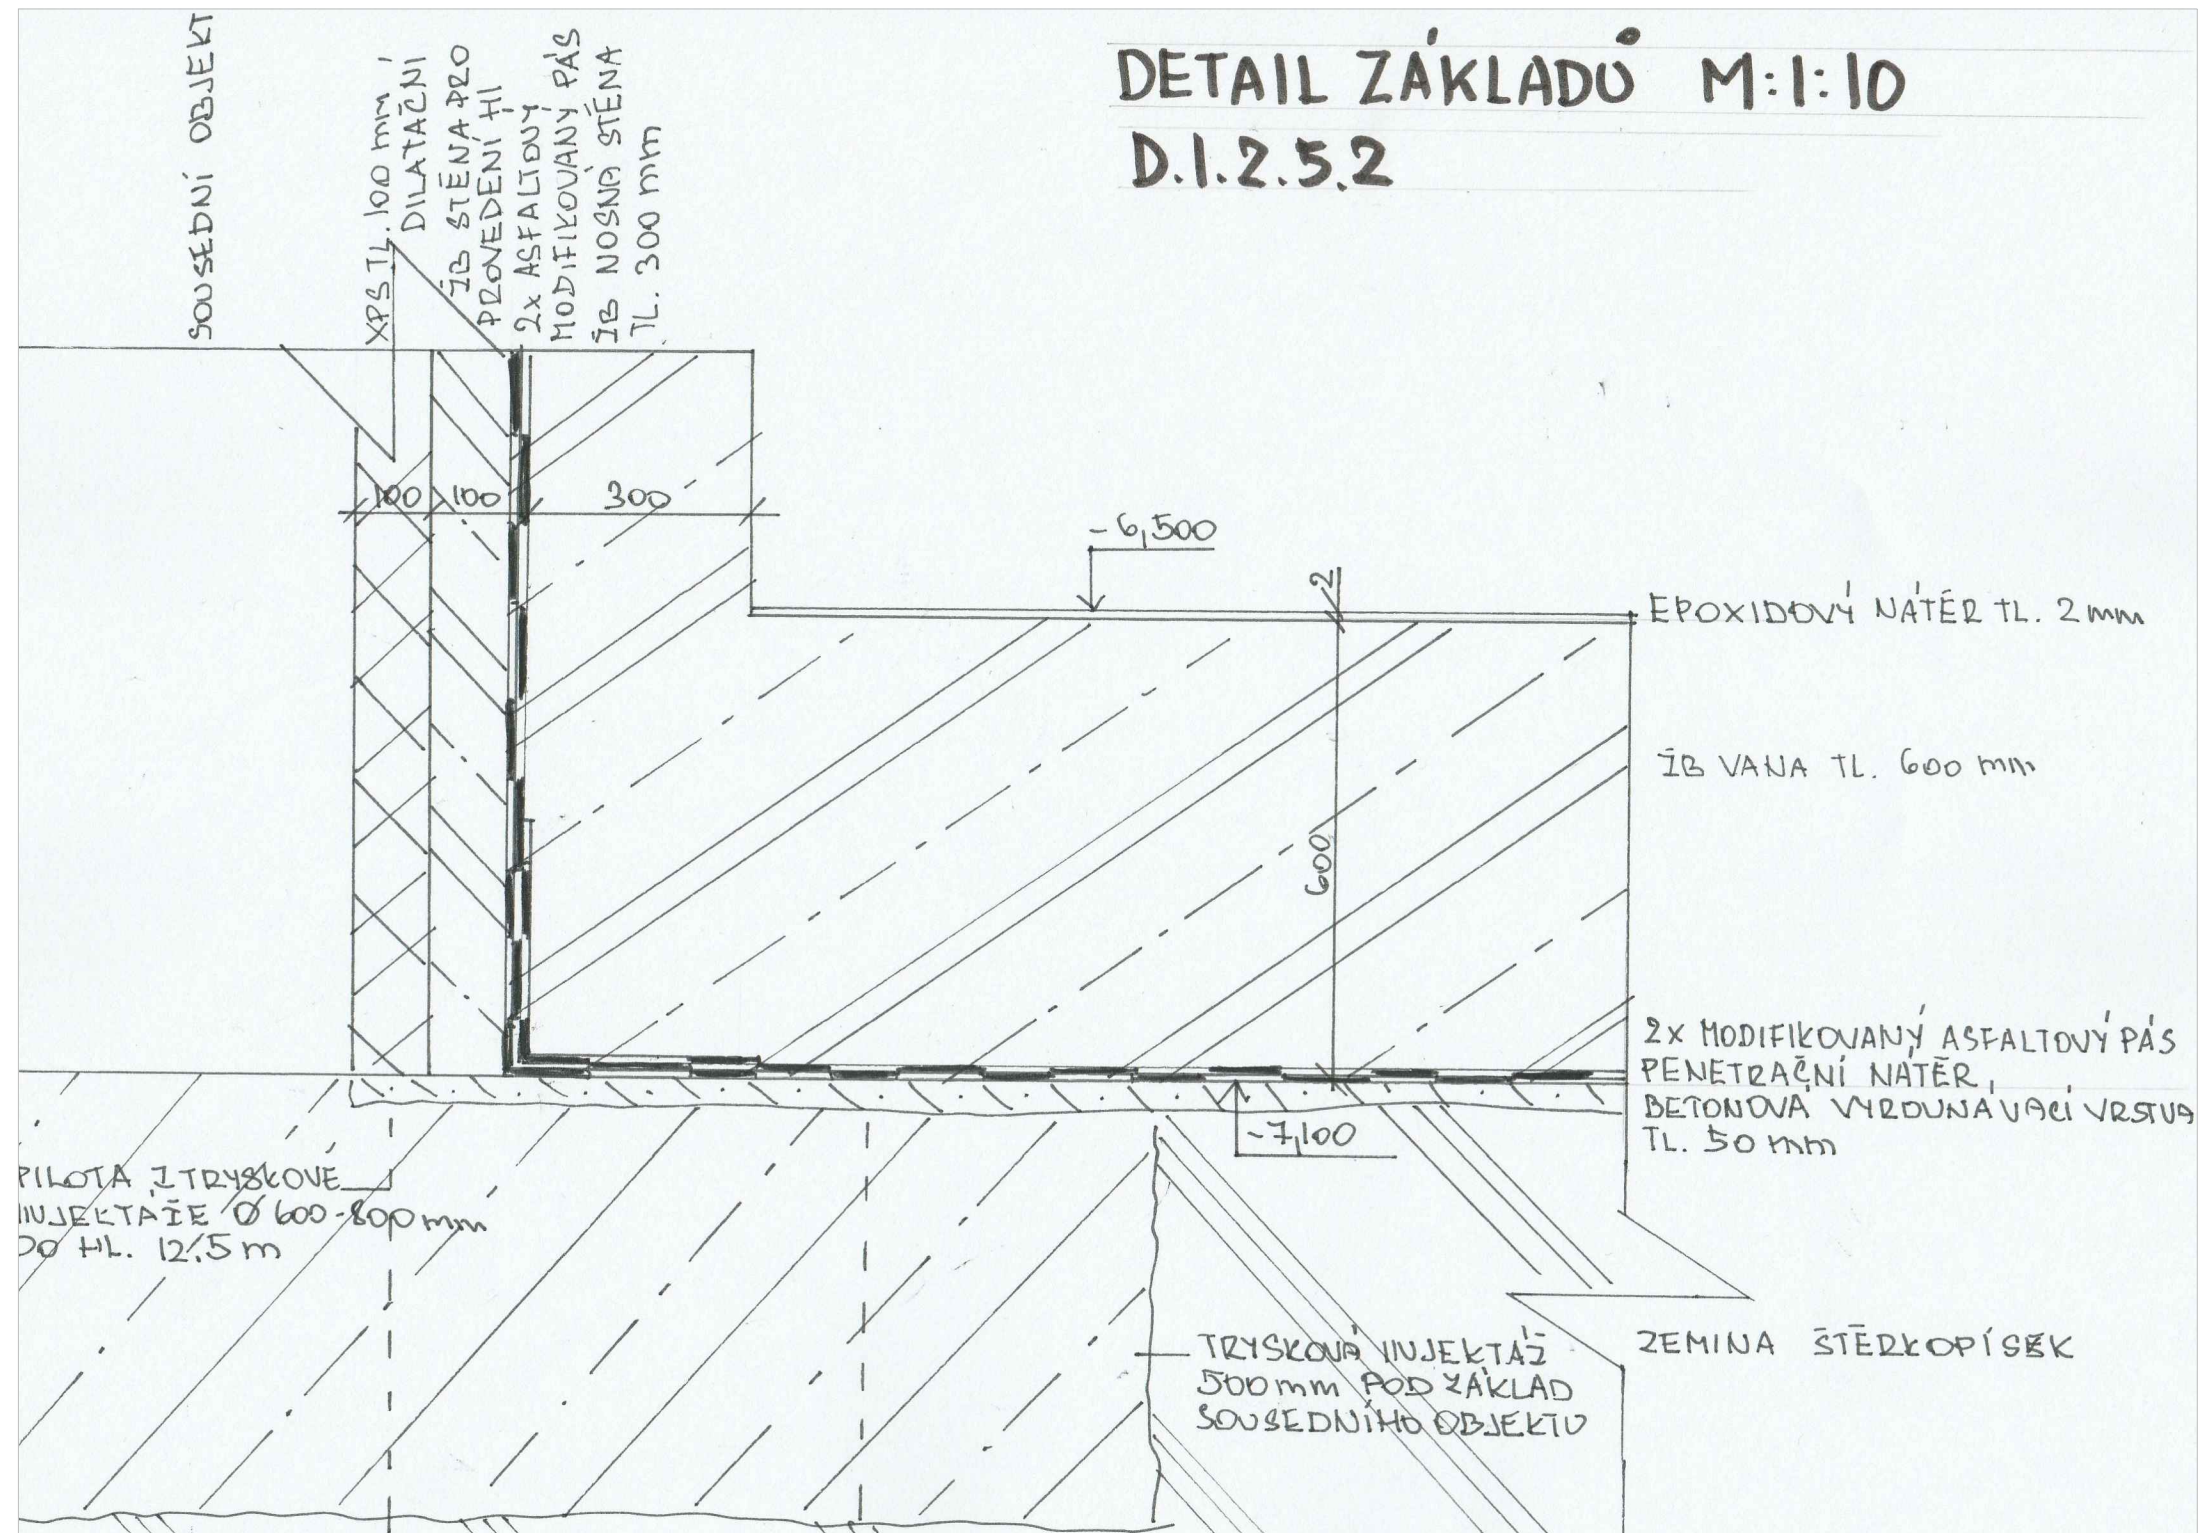 DETAIL ZÁKLADŮ M:1:10
D.1.2.5.2
SOUSEDNÍ OBJEKT
XPS TL. 100 mm,
DILATAČNÍ
ŽB STĚNA PRO
PROVEDENÍ HI
2x ASFALTOVÝ
MODIFIKOVANÝ PÁS
ŽB NOSNÁ STĚNA
TL. 300 mm
100 100 300
-6,500
2
EPOXIDOVÝ NÁTĚR TL. 2 mm
ŽB VANA TL. 600 mm
600
2x MODIFIKOVANÝ ASFALTOVÝ PÁS
PENETRAČNÍ NÁTĚR,
BETONOVÁ VYROVNÁVACÍ VRSTVA
TL. 50 mm
-7,100
PILOTA Z TRYSKOVÉ
INJEKTÁŽE Ø 600-800 mm
DO HL. 12,5 m
TRYSKOVÁ INJEKTÁŽ
500 mm POD ZÁKLAD
SOUSEDNÍHO OBJEKTU
ZEMINA ŠTĚRKOPÍSEK